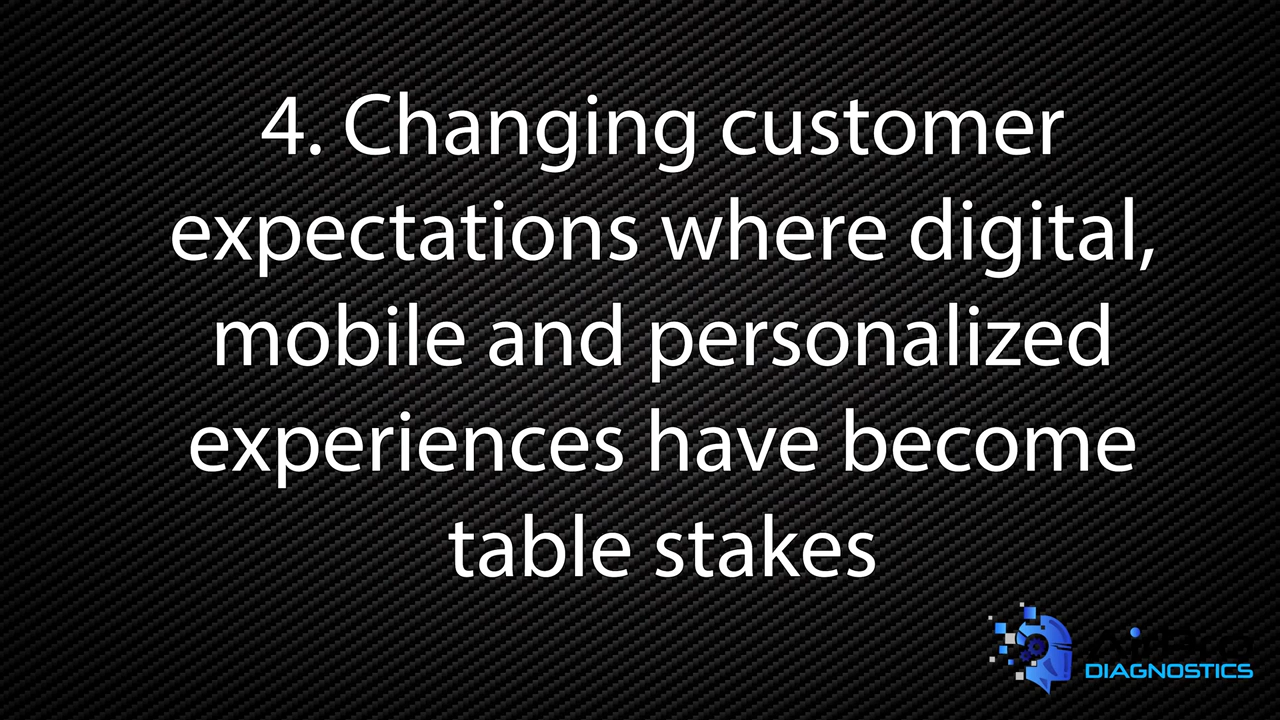 4. Changing customer
expectations where digital,
mobile and personalized
experiences have become
table stakes
DIAGNOSTICS